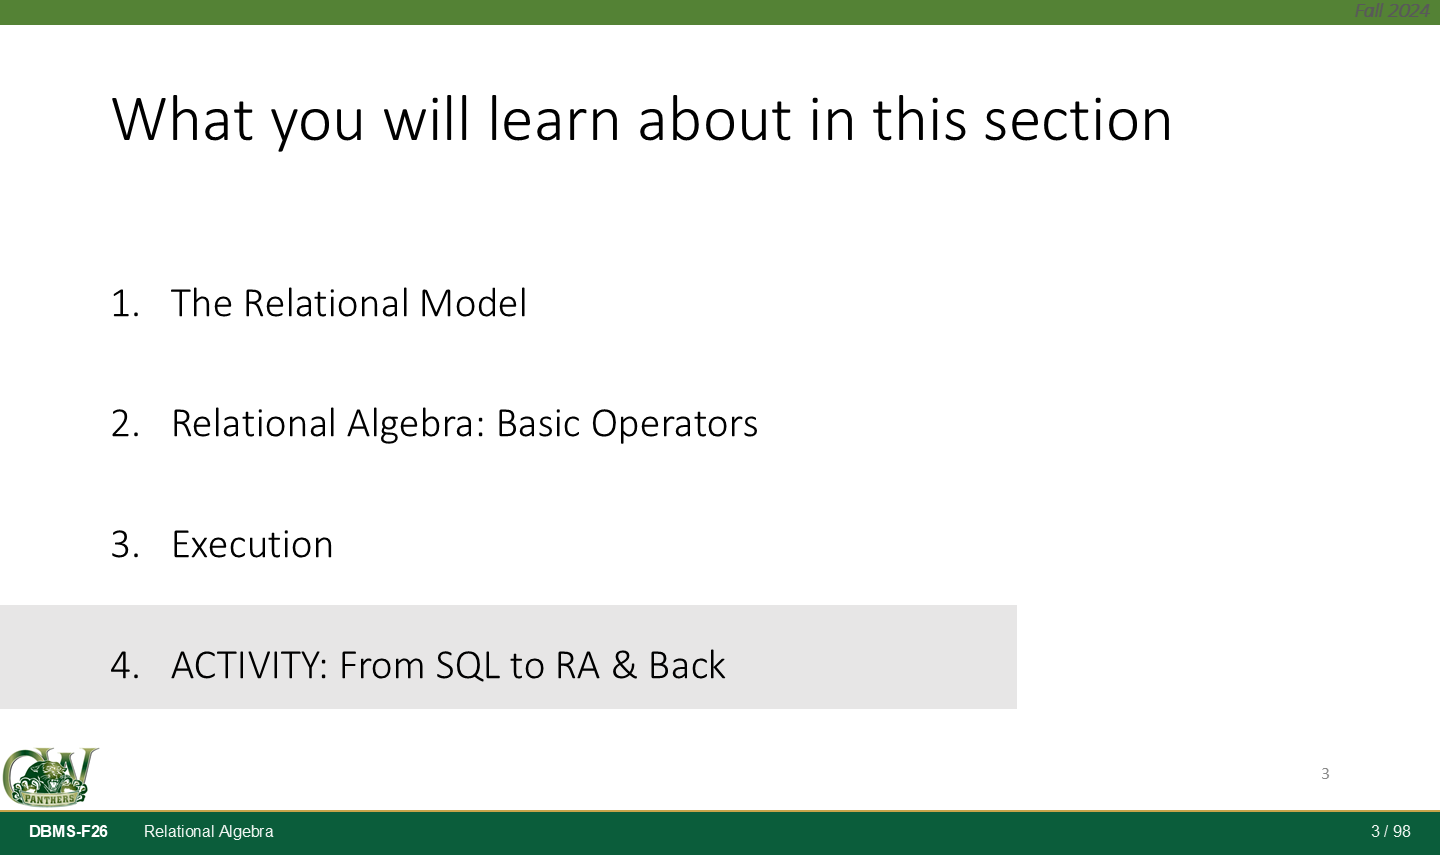 Fall 2024
What you will learn about in this section
1. The Relational Model
2. Relational Algebra: Basic Operators
3. Execution
4. ACTIVITY: From SQL to RA & Back
OW
PANTHERS
3
DBMS-F26 Relational Algebra 3 / 98